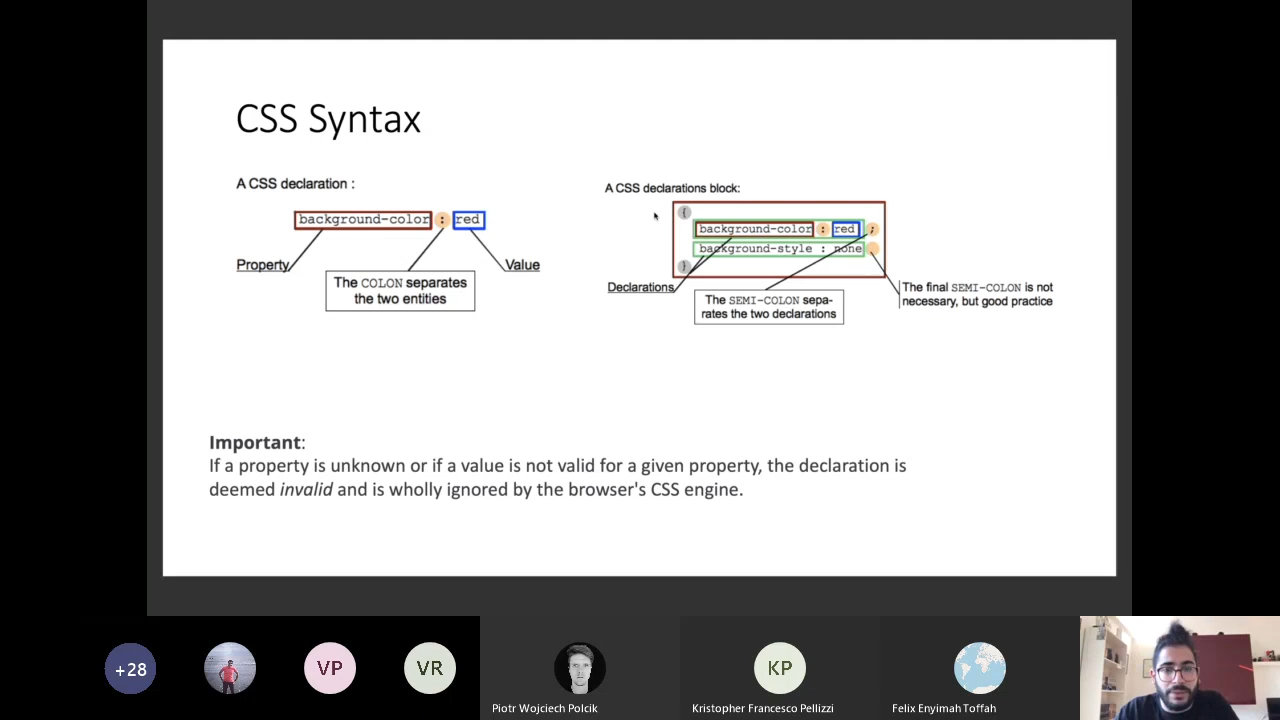 CSS Syntax
A CSS declaration :
background-color : red
Property
Value
The COLON separates
the two entities
A CSS declarations block:
{
background-color : red ;
background-style : none
}
Declarations
The SEMI-COLON sepa-
rates the two declarations
The final SEMI-COLON is not
necessary, but good practice
Important:
If a property is unknown or if a value is not valid for a given property, the declaration is
deemed invalid and is wholly ignored by the browser's CSS engine.
+28
VP
VR
KP
Piotr Wojciech Polcik
Kristopher Francesco Pellizzi
Felix Enyimah Toffah